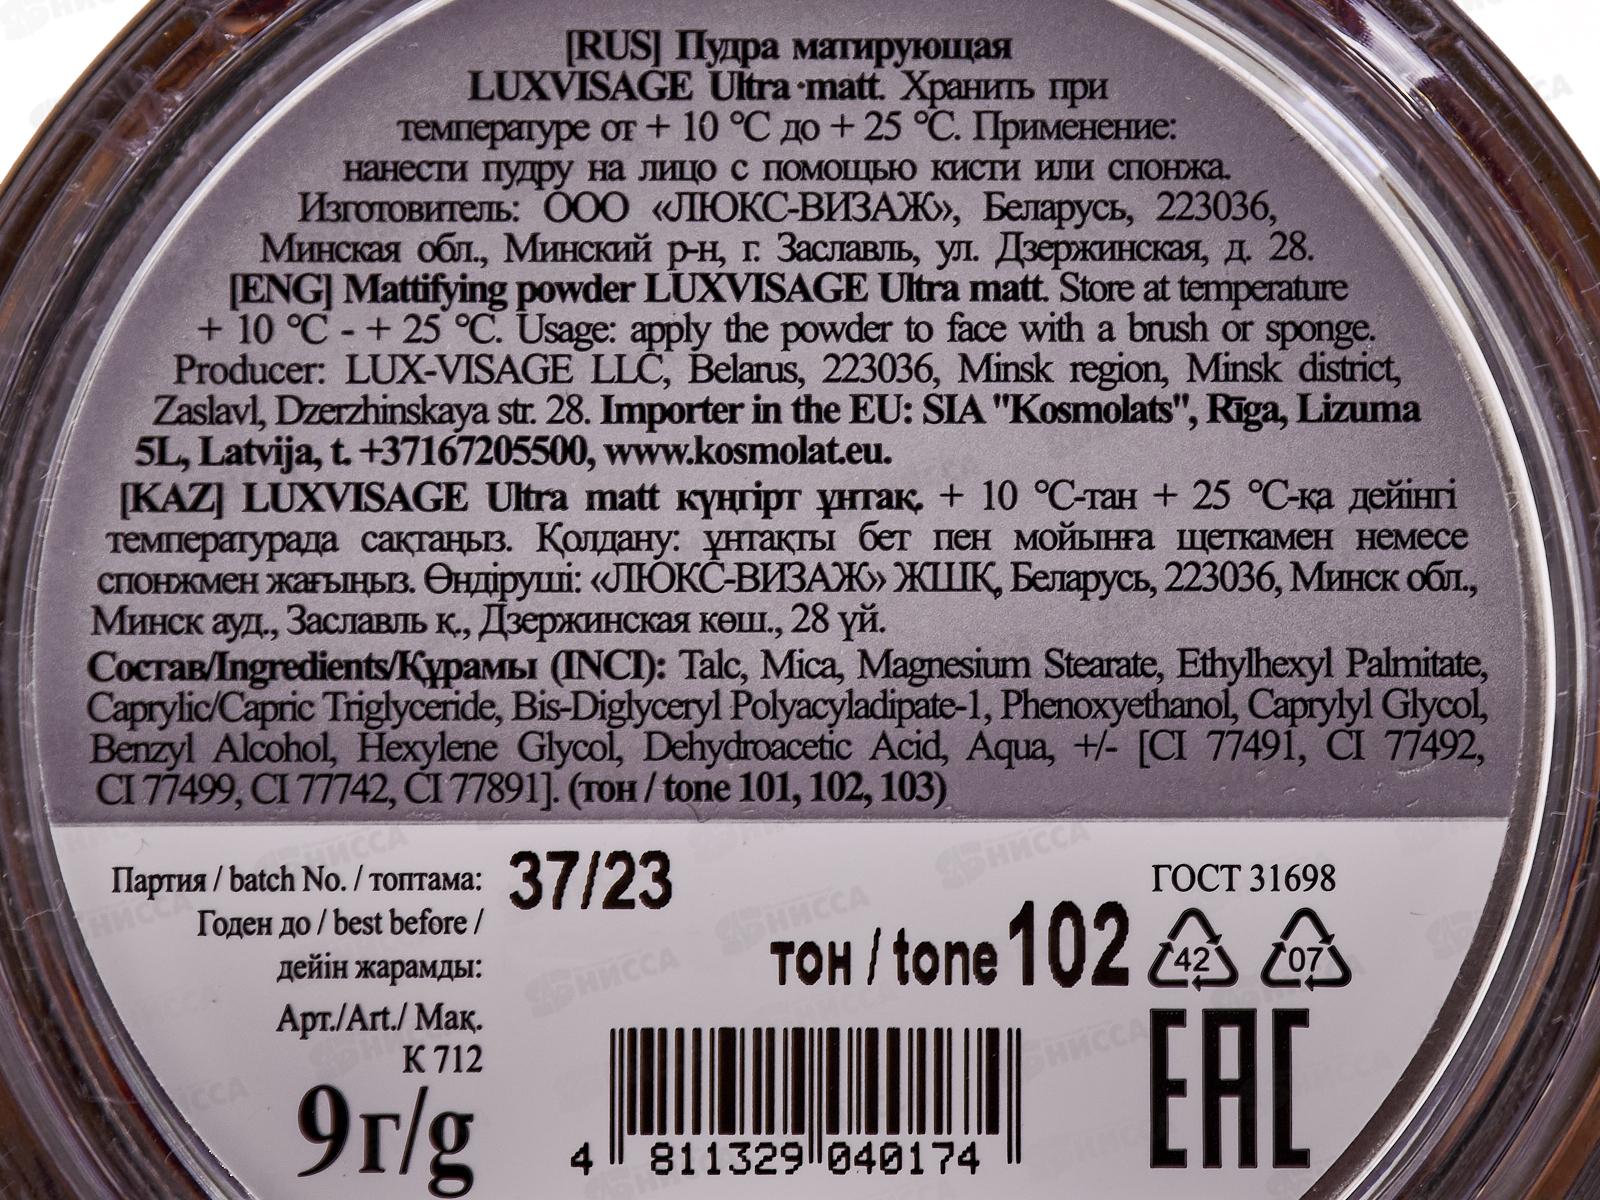 [RUS] Пудра матирующая
LUXVISAGE Ultra matt. Хранить при
температуре от + 10 °С до + 25 °С. Применение:
нанести пудру на лицо с помощью кисти или спонжа.
Изготовитель: ООО «ЛЮКС-ВИЗАЖ», Беларусь, 223036,
Минская обл., Минский р-н, г. Заславль, ул. Дзержинская, д. 28.
[ENG] Mattifying powder LUXVISAGE Ultra matt. Store at temperature
+ 10 °C - + 25 °C. Usage: apply the powder to face with a brush or sponge.
Producer: LUX-VISAGE LLC, Belarus, 223036, Minsk region, Minsk district,
Zaslavl, Dzerzhinskaya str. 28. Importer in the EU: SIA "Kosmolats", Rīga, Lizuma
5L, Latvija, t. +37167205500, www.kosmolat.eu.
[KAZ] LUXVISAGE Ultra matt күңгірт ұнтақ. + 10 °С-тан + 25 °С-қа дейінгі
температурада сақтаңыз. Қолдану: ұнтақты бет пен мойынға щеткамен немесе
спонжмен жағыңыз. Өндіруші: «ЛЮКС-ВИЗАЖ» ЖШҚ, Беларусь, 223036, Минск обл.,
Минск ауд., Заславль қ., Дзержинская көш., 28 үй.
Состав/Ingredients/Құрамы (INCI): Talc, Mica, Magnesium Stearate, Ethylhexyl Palmitate,
Caprylic/Capric Triglyceride, Bis-Diglyceryl Polyacyladipate-1, Phenoxyethanol, Caprylyl Glycol,
Benzyl Alcohol, Hexylene Glycol, Dehydroacetic Acid, Aqua, +/- [CI 77491, CI 77492,
CI 77499, CI 77742, CI 77891]. (тон / tone 101, 102, 103)
Партия / batch No. / топтама: 37/23
Годен до / best before /
дейін жарамды:
Арт./Art./ Мақ.
К 712
9г/g
ГОСТ 31698
тон / tone 102
42 07
EAC
4 811329 040174
БНИССА